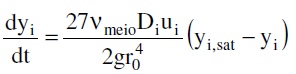 dy_i/dt = (27ν_meio D_i u_i)/(2gr_0^4) (y_i,sat − y_i)